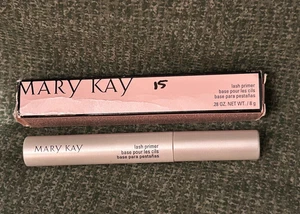 MARY KAY
15
lash primer
base pour les cils
base para pestañas
.28 OZ. NET WT. / 8 g
MARY KAY
lash primer
base pour les cils
base para pestañas